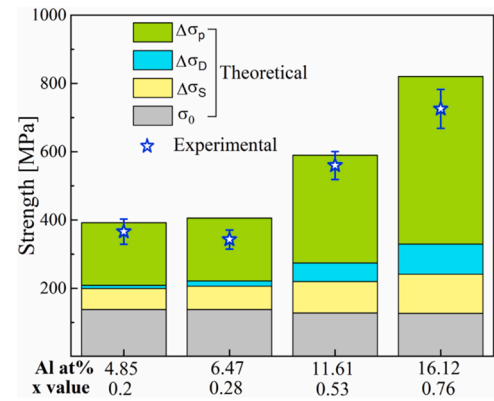 1000
800
600
400
200
Strength [MPa]
Δσp
ΔσD
ΔσS
σ0
Theoretical
Experimental
Al at% 4.85 6.47 11.61 16.12
x value 0.2 0.28 0.53 0.76